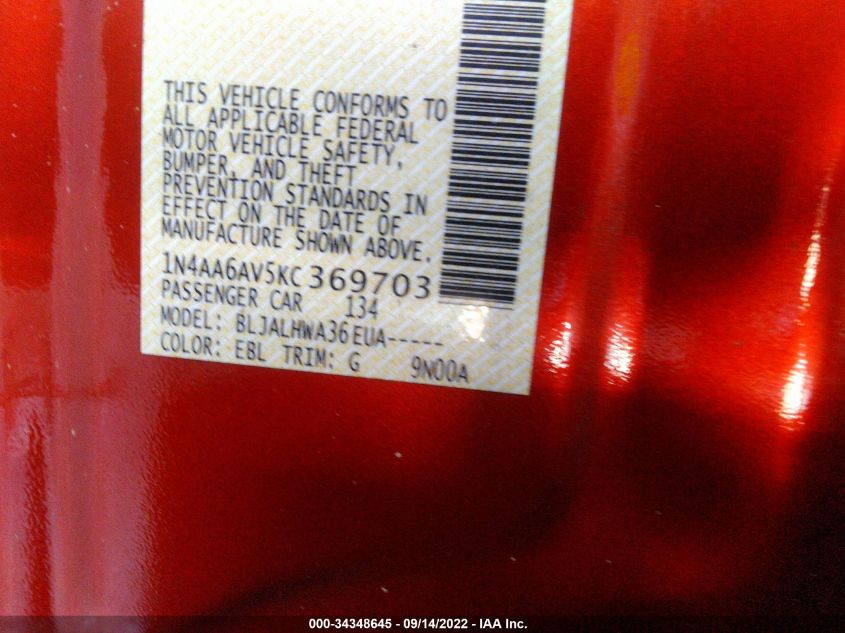 THIS VEHICLE CONFORMS TO
ALL APPLICABLE FEDERAL
MOTOR VEHICLE SAFETY,
BUMPER, AND THEFT
PREVENTION STANDARDS IN
EFFECT ON THE DATE OF
MANUFACTURE SHOWN ABOVE.
1N4AA6AV5KC369703
PASSENGER CAR 134
MODEL: BLJALHWA36EUA-----
COLOR: EBL TRIM: G 9N00A
000-34348645 - 09/14/2022 - IAA Inc.